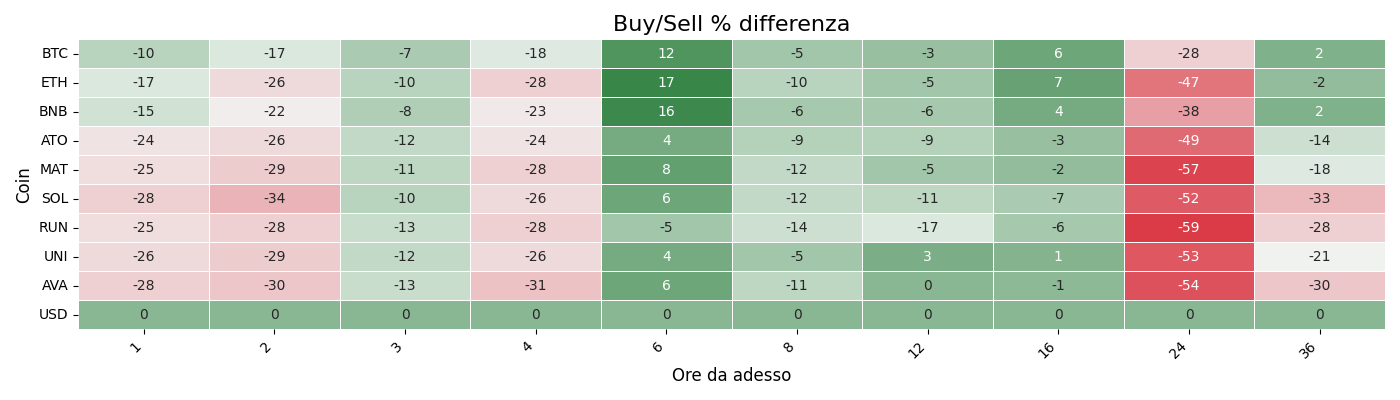 Buy/Sell % differenza
Coin
BTC -10 -17 -7 -18 12 -5 -3 6 -28 2
ETH -17 -26 -10 -28 17 -10 -5 7 -47 -2
BNB -15 -22 -8 -23 16 -6 -6 4 -38 2
ATO -24 -26 -12 -24 4 -9 -9 -3 -49 -14
MAT -25 -29 -11 -28 8 -12 -5 -2 -57 -18
SOL -28 -34 -10 -26 6 -12 -11 -7 -52 -33
RUN -25 -28 -13 -28 -5 -14 -17 -6 -59 -28
UNI -26 -29 -12 -26 4 -5 3 1 -53 -21
AVA -28 -30 -13 -31 6 -11 0 -1 -54 -30
USD 0 0 0 0 0 0 0 0 0 0
1 2 3 4 6 8 12 16 24 36
Ore da adesso